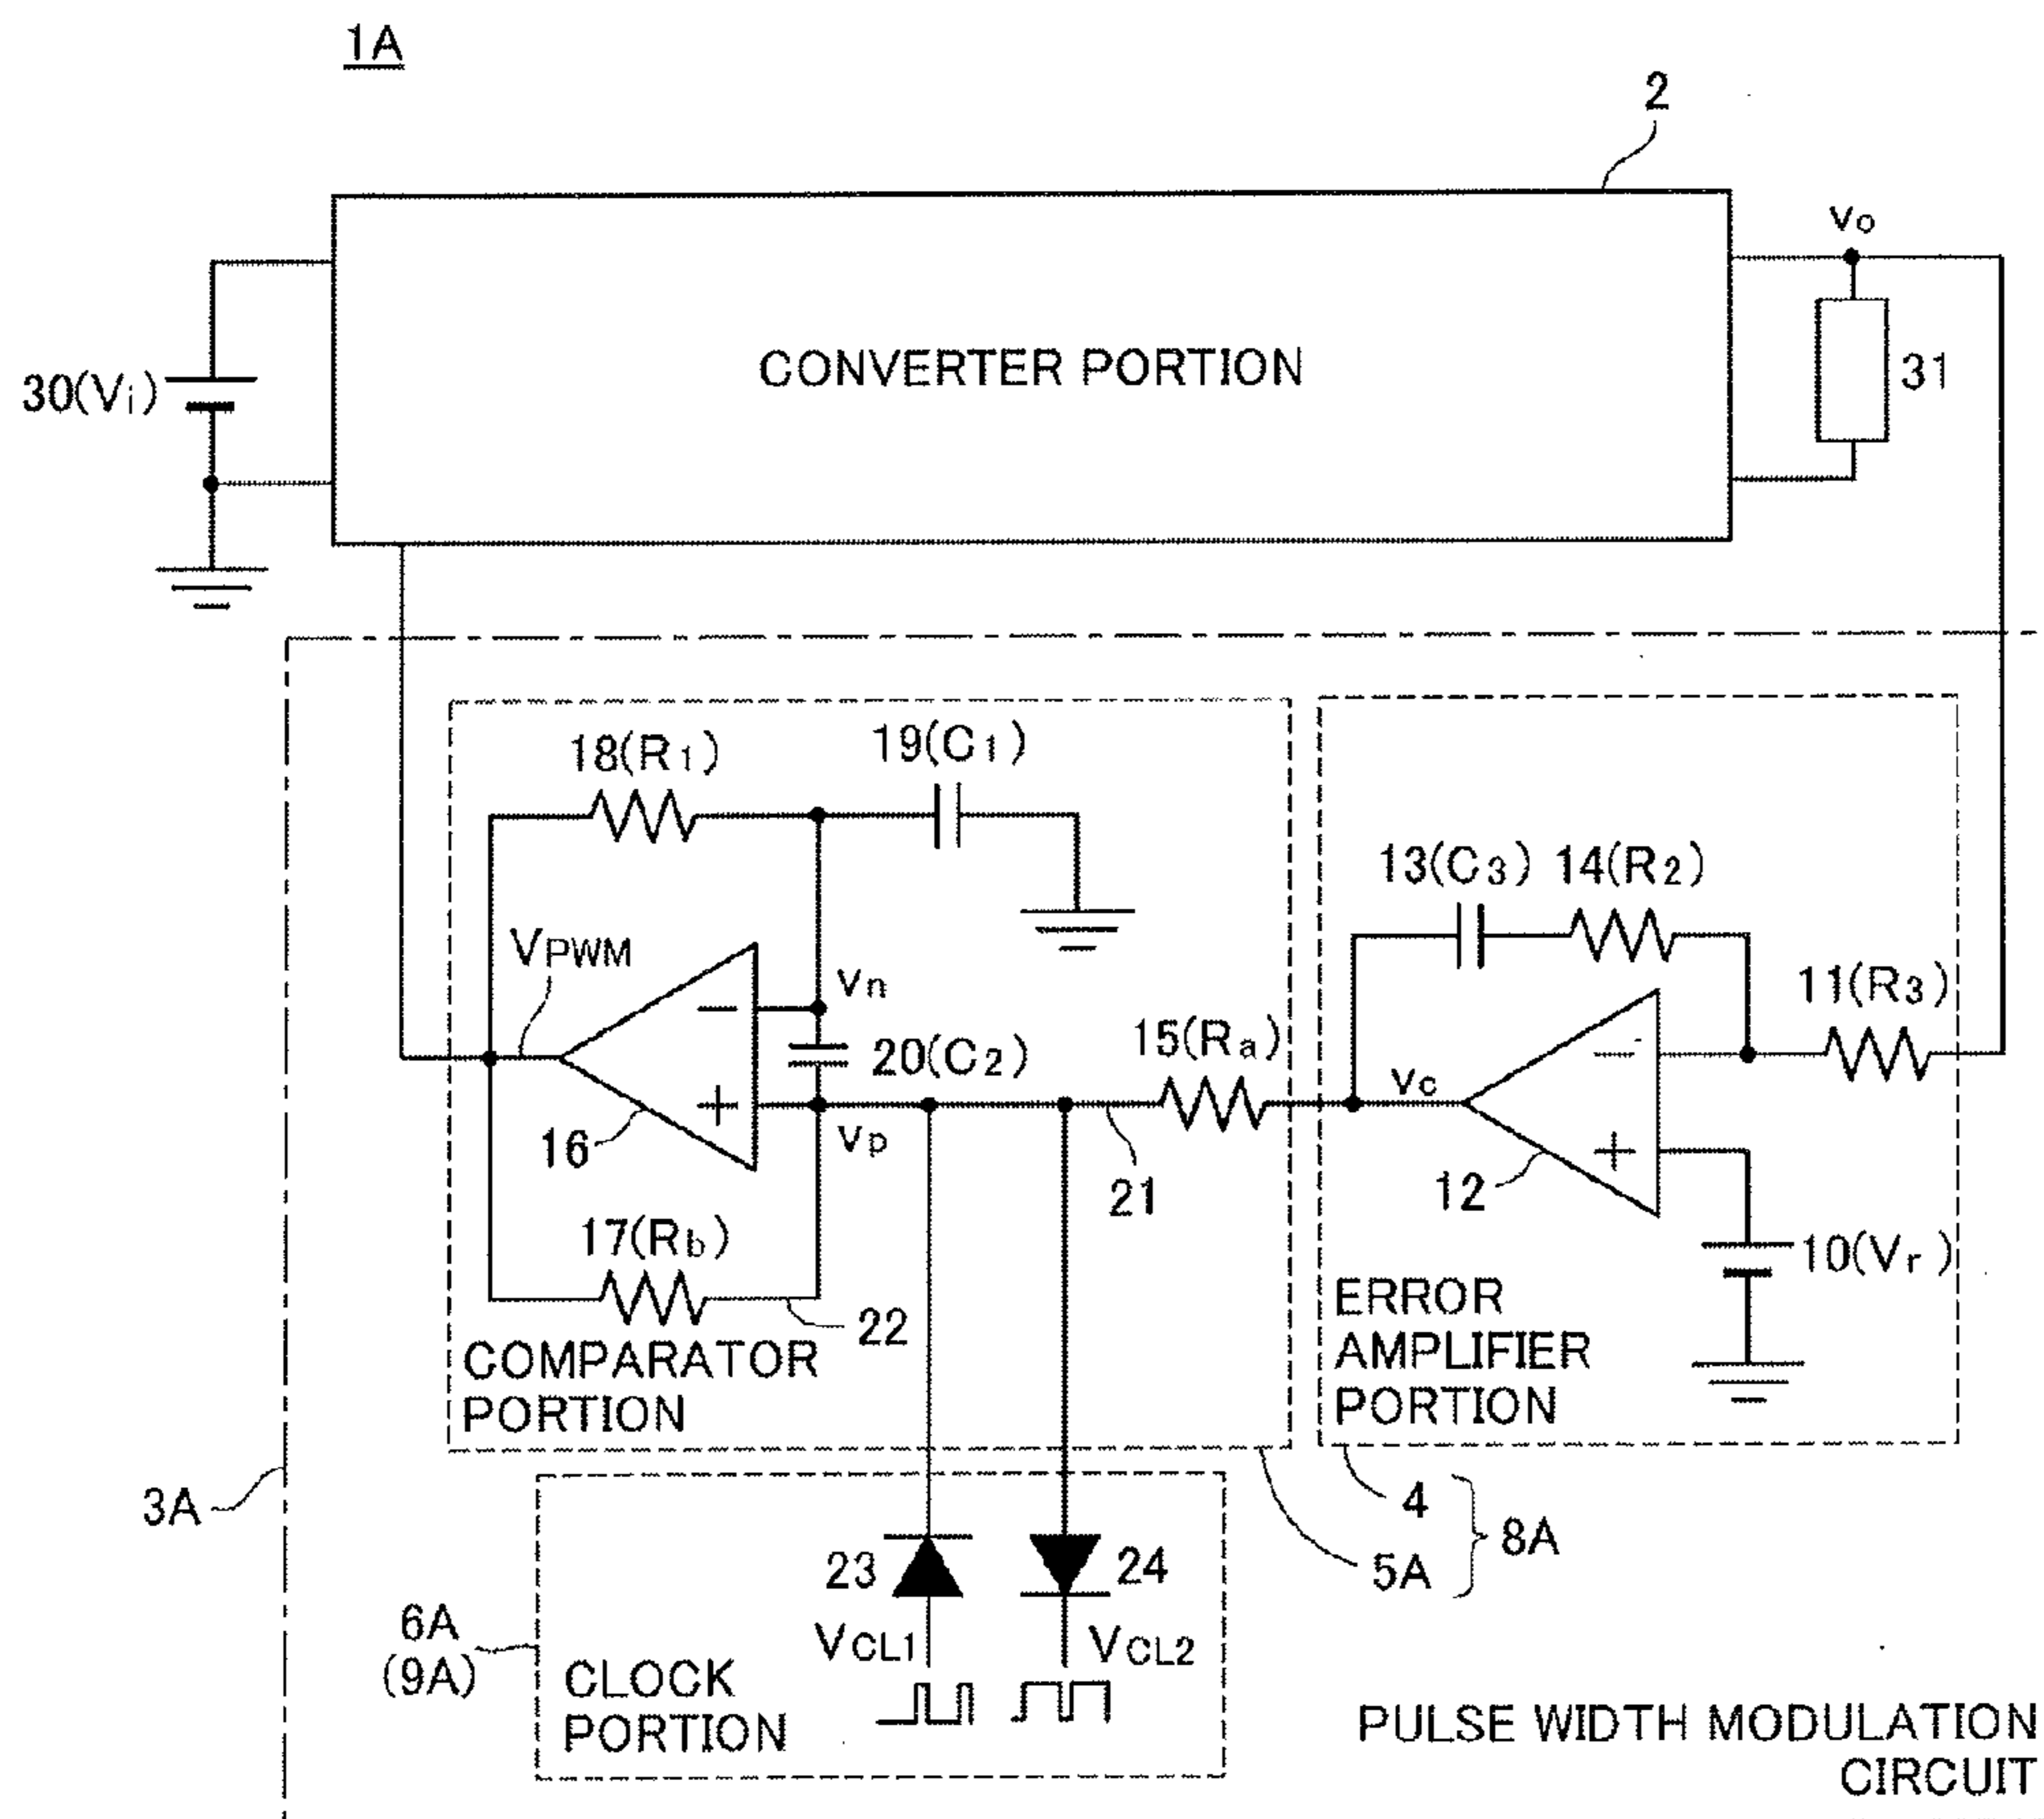 1A
2
vo
30(Vi)
CONVERTER PORTION
31
18(R1)
19(C1)
13(C3)
14(R2)
VPWM
vn
11(R3)
15(Ra)
20(C2)
−
−
vc
+
vp
16
21
+
12
17(Rb)
22
10(Vr)
COMPARATOR
PORTION
ERROR
AMPLIFIER
PORTION
3A
4
5A
8A
23
24
6A
(9A)
VCL1
VCL2
CLOCK
PORTION
PULSE WIDTH MODULATION
CIRCUIT